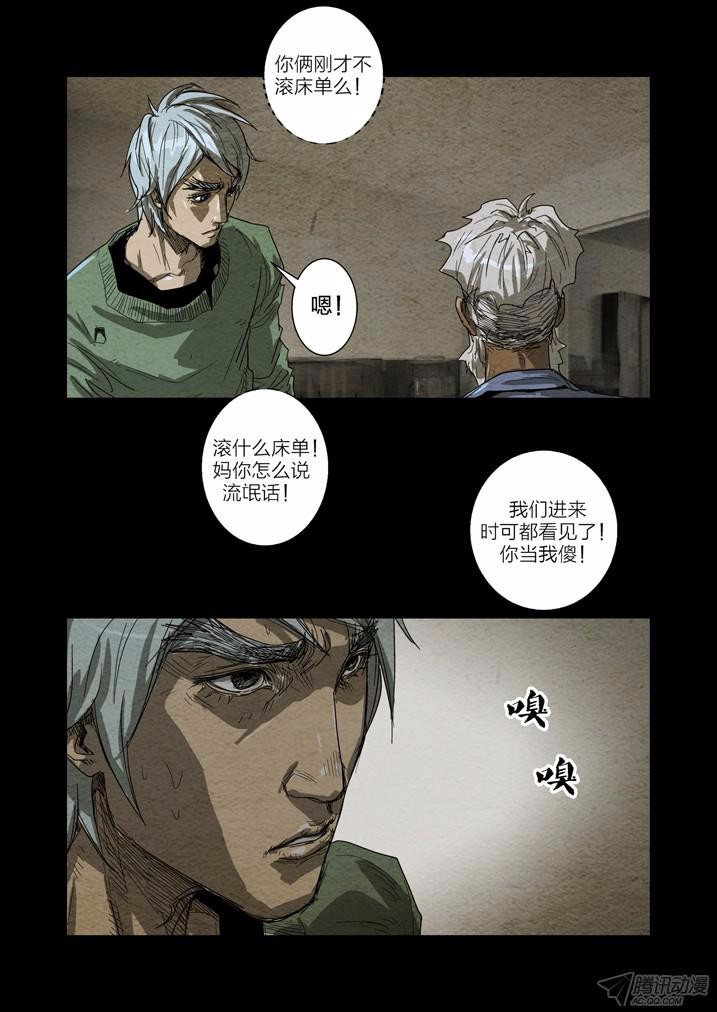 你俩刚才不
滚床单么！
嗯！
滚什么床单！
妈你怎么说
流氓话！
我们进来
时可都看见了！
你当我傻！
嗅
嗅
腾讯动漫
AC.QQ.COM